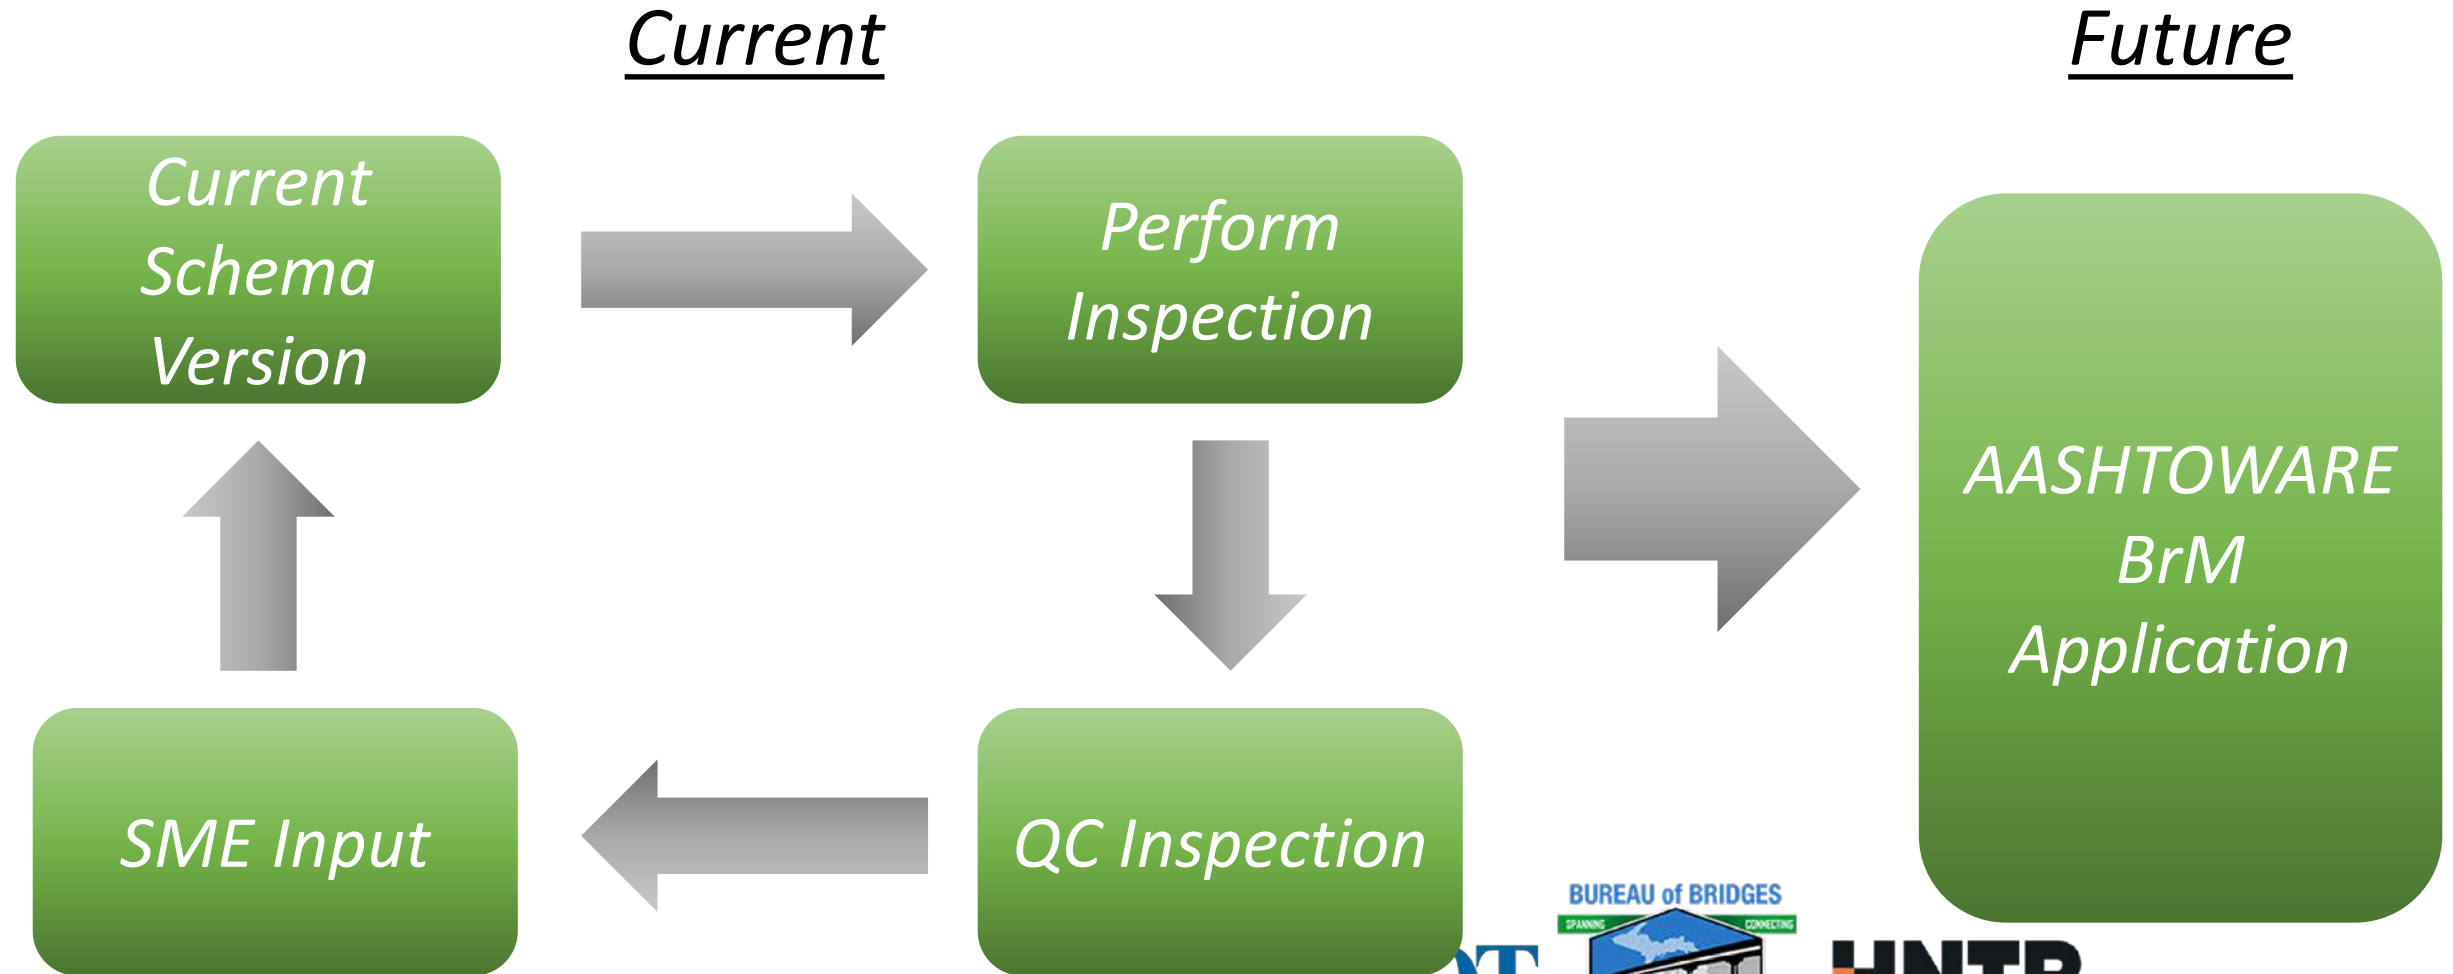 Current
Future
Current
Schema
Version
Perform
Inspection
AASHTOWARE
BrM
Application
SME Input
QC Inspection
BUREAU of BRIDGES
SPANNING
CONNECTING
HNTB